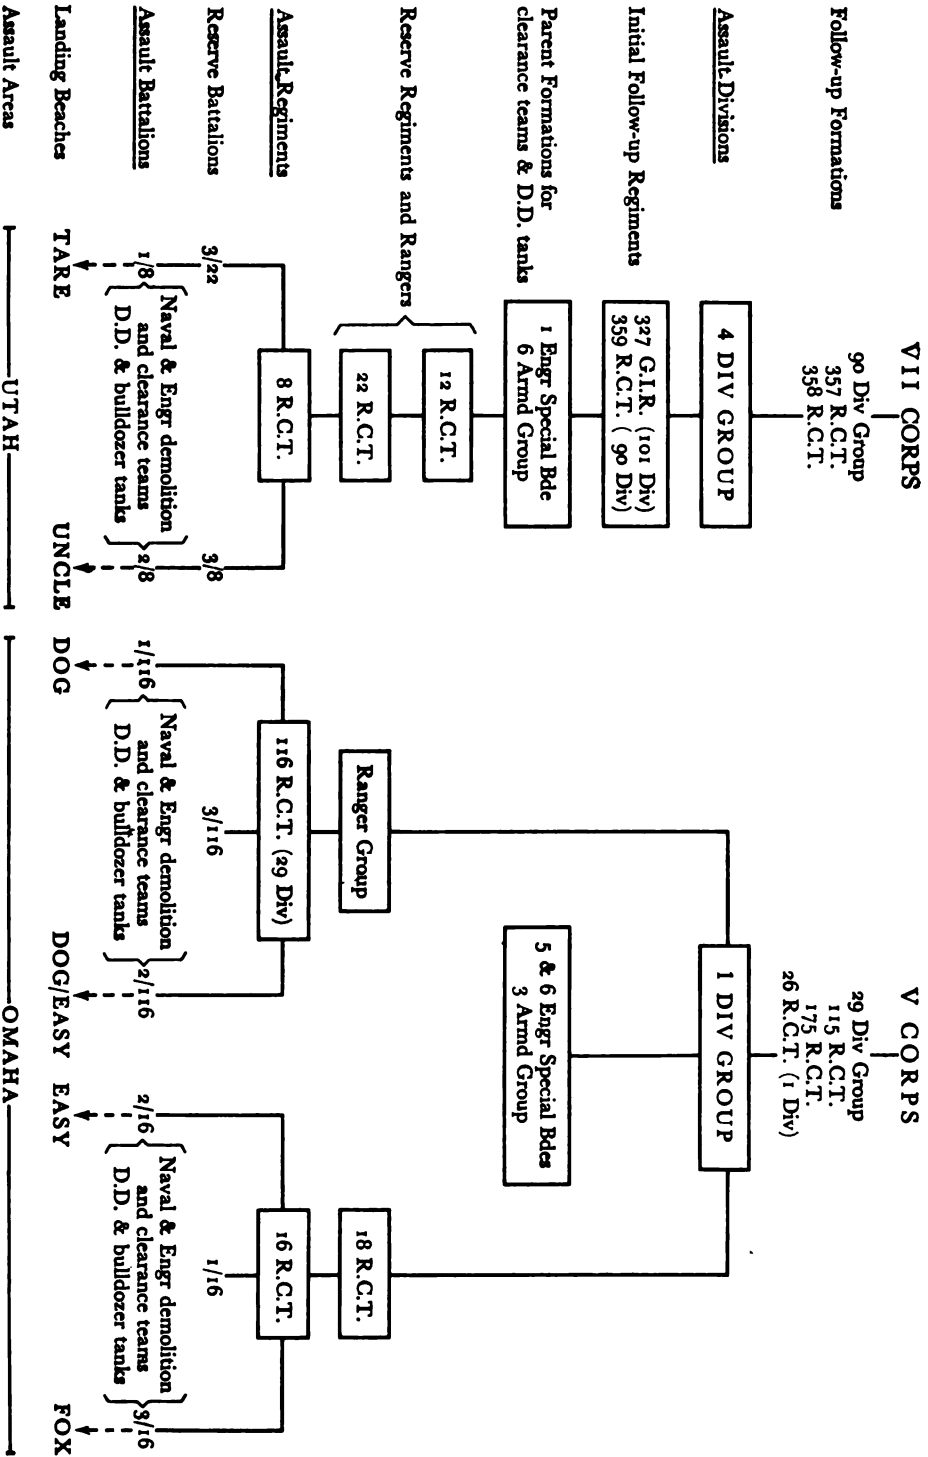 VII CORPS
V CORPS
Follow-up Formations
90 Div Group
357 R.C.T.
358 R.C.T.
29 Div Group
115 R.C.T.
175 R.C.T.
26 R.C.T. (1 Div)
Assault Divisions
4 DIV GROUP
1 DIV GROUP
Initial Follow-up Regiments
327 G.I.R. (101 Div)
359 R.C.T. ( 90 Div)
Parent Formations for
clearance teams & D.D. tanks
1 Engr Special Bde
6 Armd Group
5 & 6 Engr Special Bdes
3 Armd Group
Reserve Regiments and Rangers
12 R.C.T.
22 R.C.T.
Ranger Group
18 R.C.T.
Assault Regiments
8 R.C.T.
116 R.C.T. (29 Div)
16 R.C.T.
Reserve Battalions
3/22
3/8
3/116
1/16
Assault Battalions
1/8
Naval & Engr demolition
and clearance teams
D.D. & bulldozer tanks
2/8
1/116
Naval & Engr demolition
and clearance teams
D.D. & bulldozer tanks
2/116
2/16
Naval & Engr demolition
and clearance teams
D.D. & bulldozer tanks
3/16
Landing Beaches
TARE
UNCLE
DOG
DOG/EASY
EASY
FOX
Assault Areas
UTAH
OMAHA